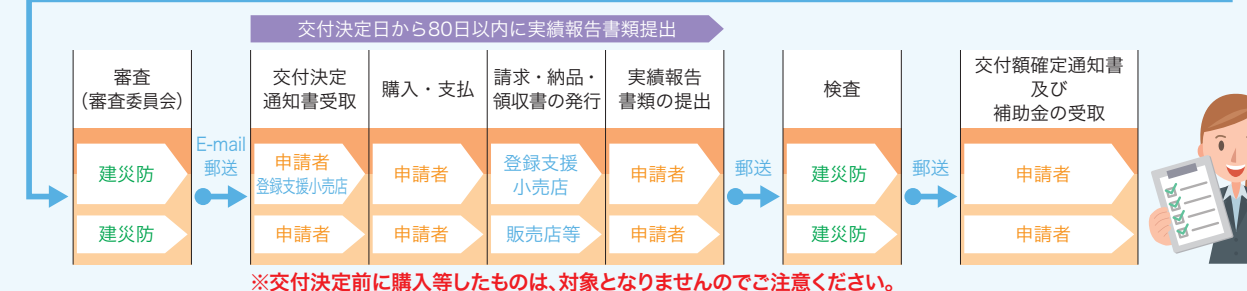 交付決定日から80日以内に実績報告書類提出
審査
（審査委員会）
交付決定
通知書受取
購入・支払
請求・納品・
領収書の発行
実績報告
書類の提出
検査
交付額確定通知書
及び
補助金の受取
建災防
E-mail
郵送
申請者
登録支援小売店
申請者
登録支援
小売店
申請者
郵送
建災防
郵送
申請者
建災防
申請者
申請者
販売店等
申請者
建災防
申請者
※交付決定前に購入等したものは、対象となりませんのでご注意ください。